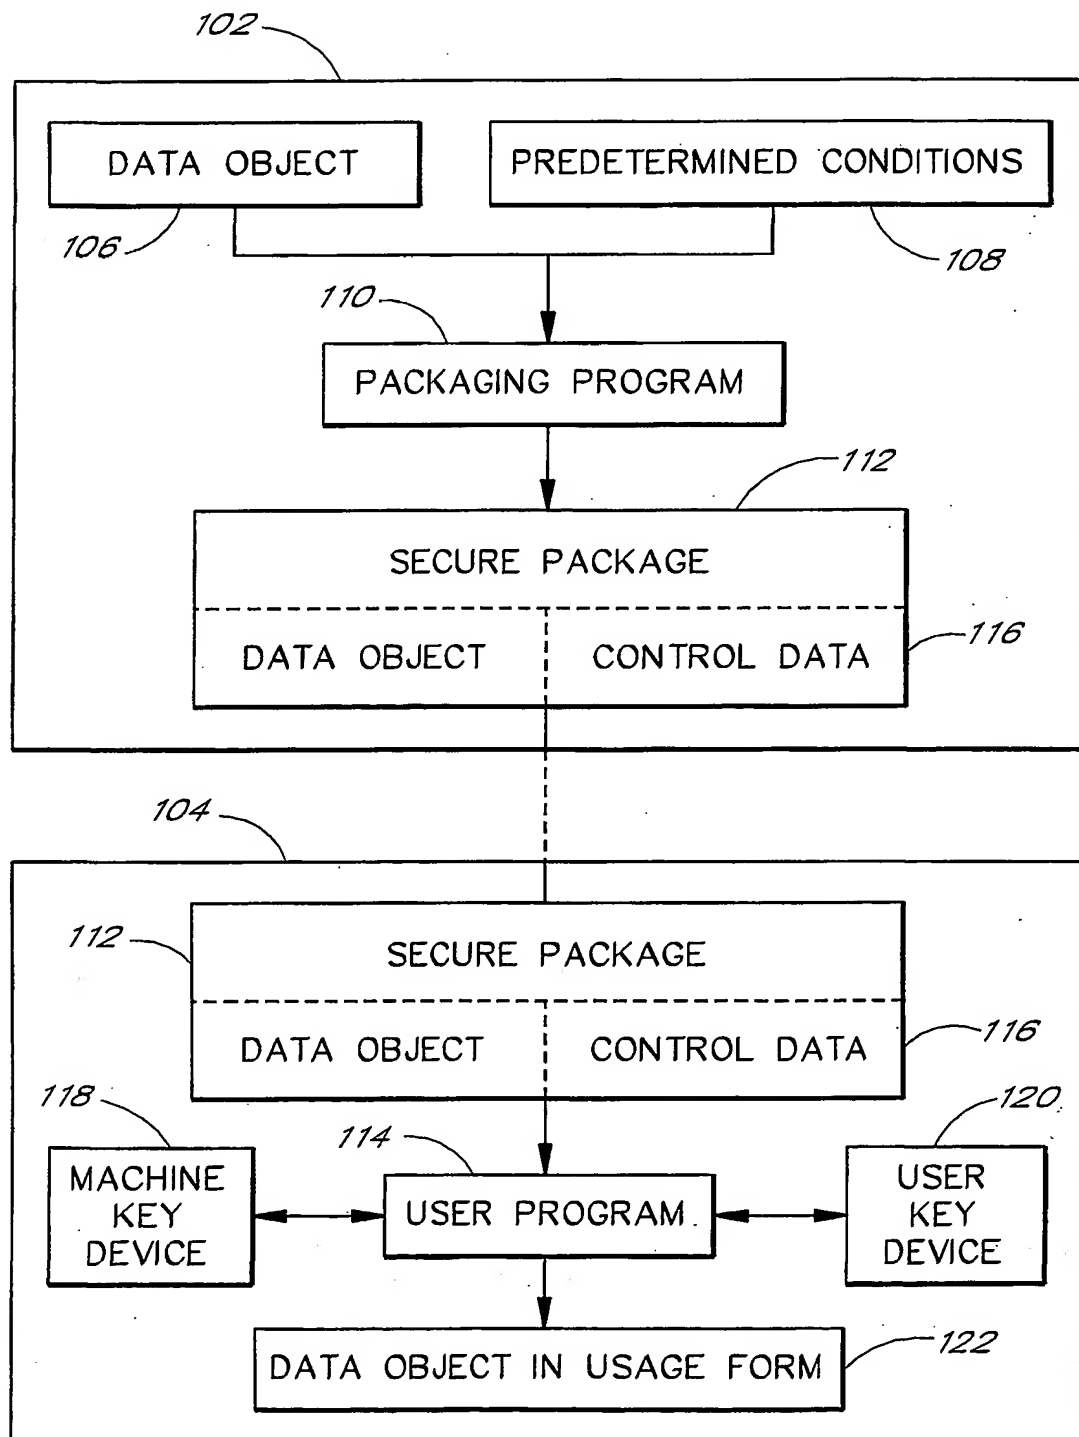 102
DATA OBJECT
PREDETERMINED CONDITIONS
106
108
110
PACKAGING PROGRAM
112
SECURE PACKAGE
DATA OBJECT
CONTROL DATA
116
104
112
SECURE PACKAGE
DATA OBJECT
CONTROL DATA
116
118
114
120
MACHINE
KEY
DEVICE
USER PROGRAM
USER
KEY
DEVICE
DATA OBJECT IN USAGE FORM
122